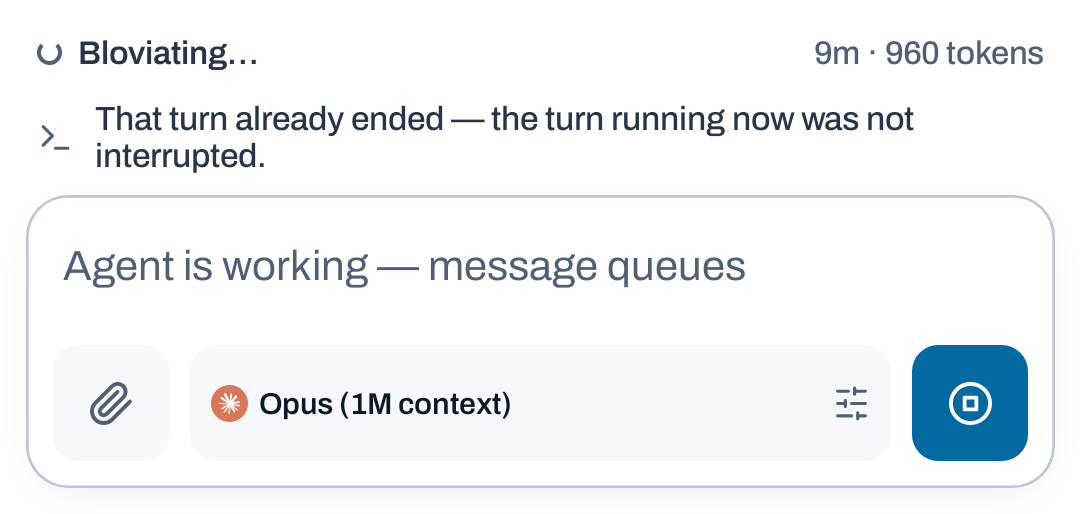 Bloviating...
9m · 960 tokens
That turn already ended — the turn running now was not
interrupted.
Agent is working — message queues
Opus (1M context)